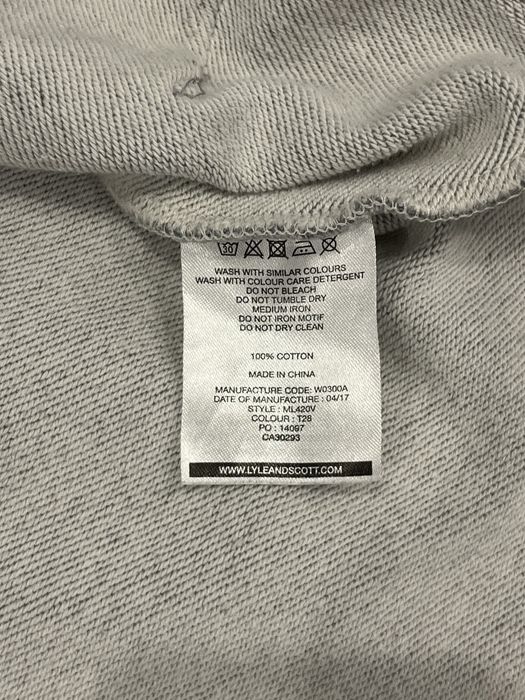 30
WASH WITH SIMILAR COLOURS
WASH WITH COLOUR CARE DETERGENT
DO NOT BLEACH
DO NOT TUMBLE DRY
MEDIUM IRON
DO NOT IRON MOTIF
DO NOT DRY CLEAN
100% COTTON
MADE IN CHINA
MANUFACTURE CODE: W0300A
DATE OF MANUFACTURE : 04/17
STYLE : ML420V
COLOUR : T28
PO : 14097
CA30293
WWW.LYLEANDSCOTT.COM